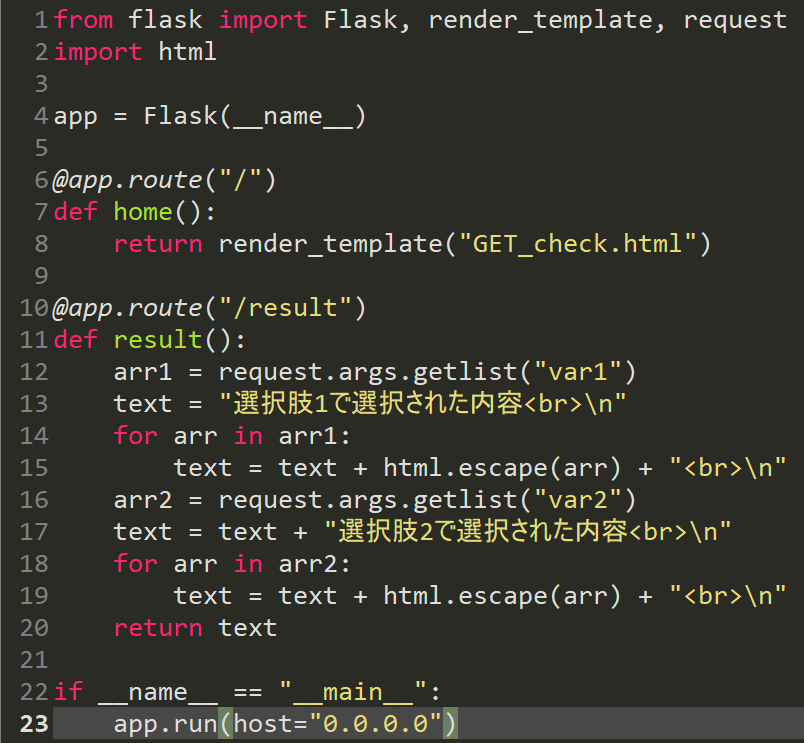 1 from flask import Flask, render_template, request
2 import html
3
4 app = Flask(__name__)
5
6 @app.route("/")
7 def home():
8     return render_template("GET_check.html")
9
10 @app.route("/result")
11 def result():
12     arr1 = request.args.getlist("var1")
13     text = "選択肢1で選択された内容<br>\n"
14     for arr in arr1:
15         text = text + html.escape(arr) + "<br>\n"
16     arr2 = request.args.getlist("var2")
17     text = text + "選択肢2で選択された内容<br>\n"
18     for arr in arr2:
19         text = text + html.escape(arr) + "<br>\n"
20     return text
21
22 if __name__ == "__main__":
23     app.run(host="0.0.0.0")